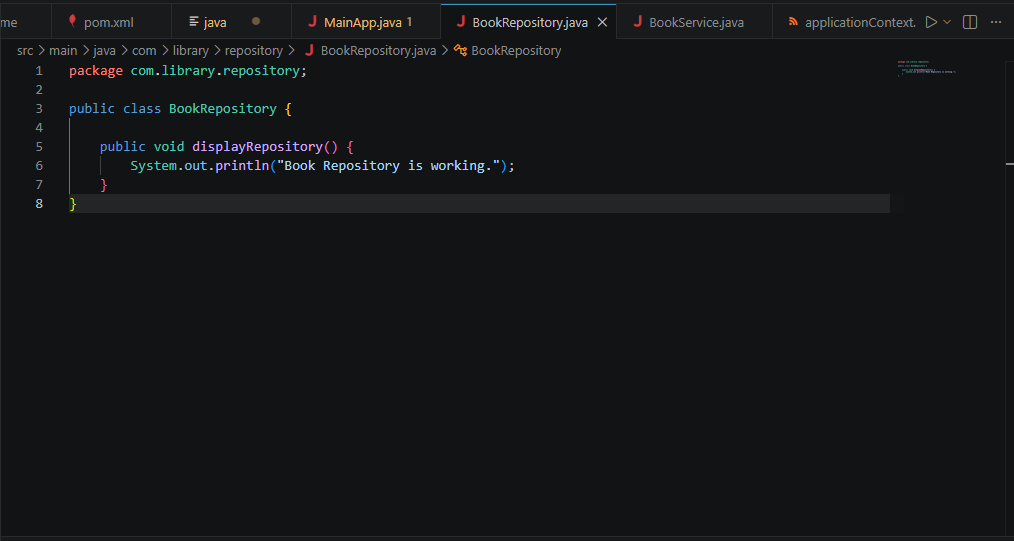 me pom.xml java MainApp.java 1 BookRepository.java BookService.java applicationContext.
src > main > java > com > library > repository > BookRepository.java > BookRepository
1 package com.library.repository;
2
3 public class BookRepository {
4
5 public void displayRepository() {
6 System.out.println("Book Repository is working.");
7 }
8 }